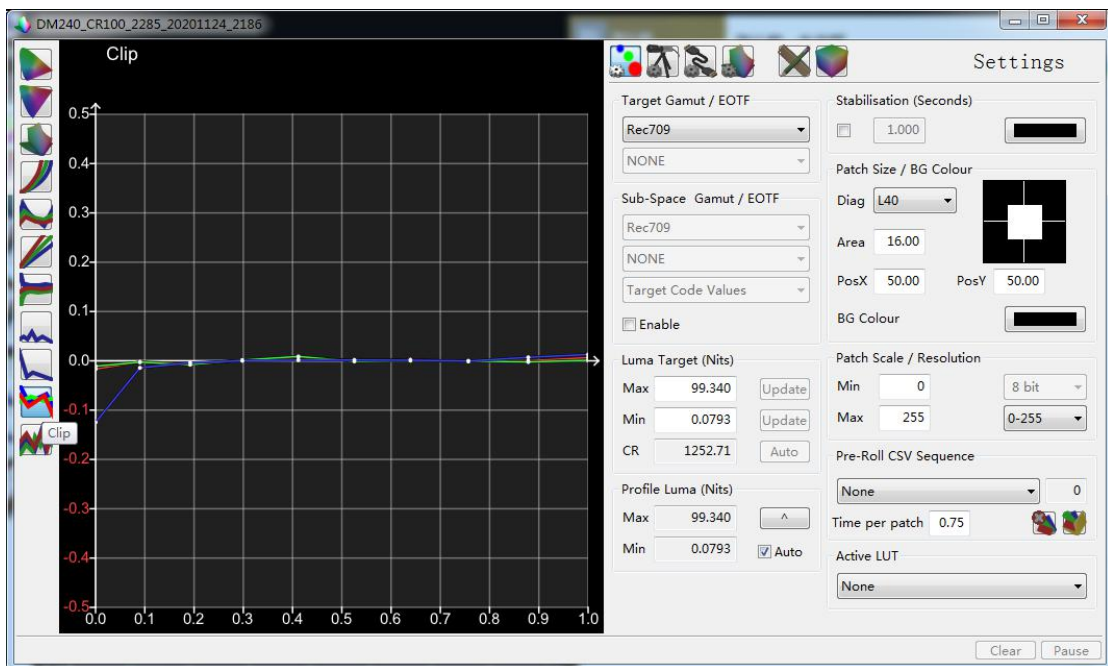 DM240_CR100_2285_20201124_2186
Clip
0.5
0.4
0.3
0.2
0.1
0.0
-0.1
Clip
-0.2
-0.3
-0.4
-0.5
0.0 0.1 0.2 0.3 0.4 0.5 0.6 0.7 0.8 0.9 1.0
Settings
Target Gamut / EOTF
Rec709
NONE
Sub-Space Gamut / EOTF
Rec709
NONE
Target Code Values
Enable
Luma Target (Nits)
Max 99.340 Update
Min 0.0793 Update
CR 1252.71 Auto
Profile Luma (Nits)
Max 99.340 ^
Min 0.0793 Auto
Stabilisation (Seconds)
1.000
Patch Size / BG Colour
Diag L40
Area 16.00
PosX 50.00 PosY 50.00
BG Colour
Patch Scale / Resolution
Min 0 8 bit
Max 255 0-255
Pre-Roll CSV Sequence
None 0
Time per patch 0.75
Active LUT
None
Clear Pause